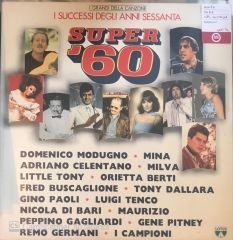 I GRANDI DELLA CANZONE
I SUCCESSI DEGLI ANNI SESSANTA
SUPER '60
DOMENICO MODUGNO • MINA
ADRIANO CELENTANO • MILVA
LITTLE TONY • ORIETTA BERTI
FRED BUSCAGLIONE • TONY DALLARA
GINO PAOLI • LUIGI TENCO
NICOLA DI BARI • MAURIZIO
PEPPINO GAGLIARDI • GENE PITNEY
REMO GERMANI • I CAMPIONI